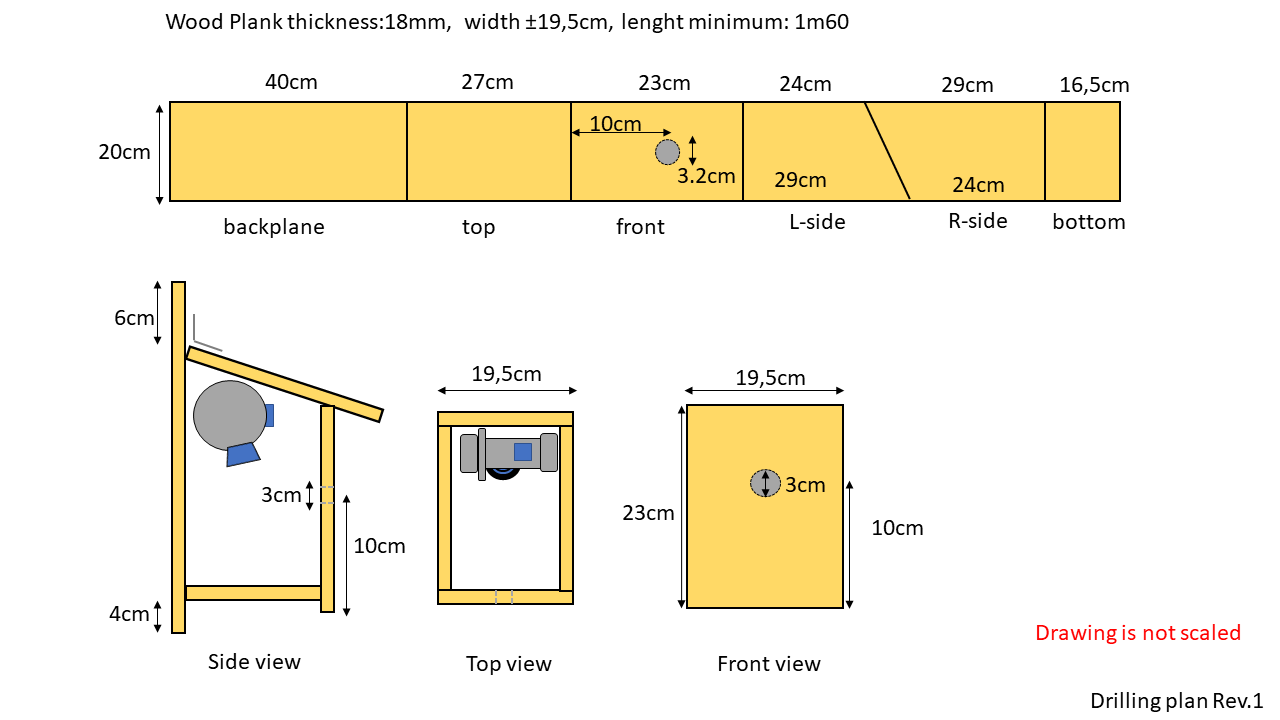 Wood Plank thickness:18mm, width ±19,5cm, lenght minimum: 1m60
40cm 27cm 23cm 24cm 29cm 16,5cm
10cm
20cm
3.2cm 29cm 24cm
backplane top front L-side R-side bottom
6cm
19,5cm 19,5cm
3cm 3cm
23cm 10cm
10cm
4cm
Drawing is not scaled
Side view Top view Front view
Drilling plan Rev.1